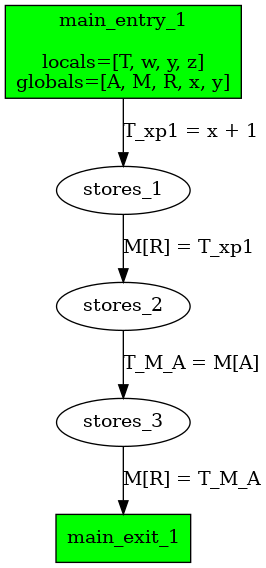 main_entry_1
locals=[T, w, y, z]
globals=[A, M, R, x, y]
T_xp1 = x + 1
stores_1
M[R] = T_xp1
stores_2
T_M_A = M[A]
stores_3
M[R] = T_M_A
main_exit_1